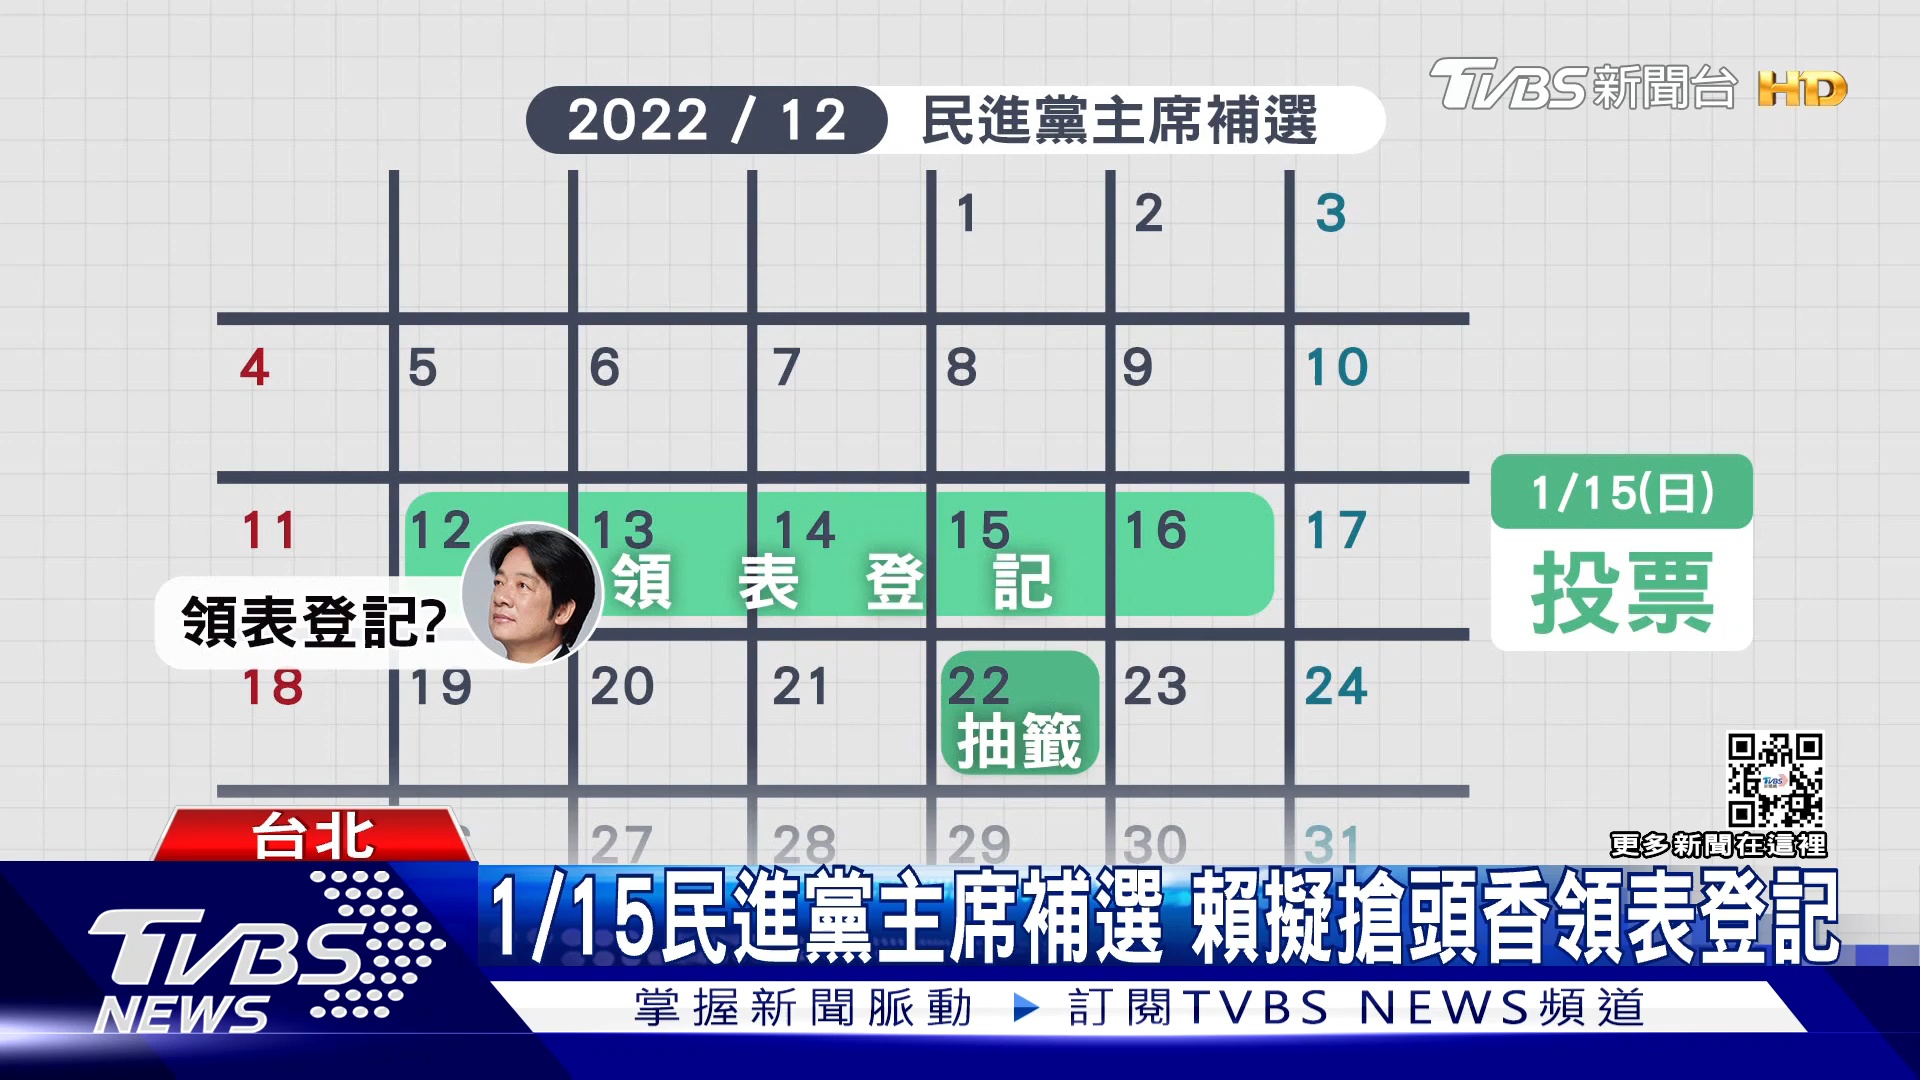 TVBS新聞台 HD
2022 / 12 民進黨主席補選
1 2 3
4 5 6 7 8 9 10
11 12 13 14 15 16 17
領表登記
領表登記?
1/15(日)
投票
18 19 20 21 22 23 24
抽籤
27 28 29 30 31
TVBS
更多新聞在這裡
台北
1/15民進黨主席補選 賴擬搶頭香領表登記
TVBS
NEWS
掌握新聞脈動 ▶ 訂閱TVBS NEWS頻道